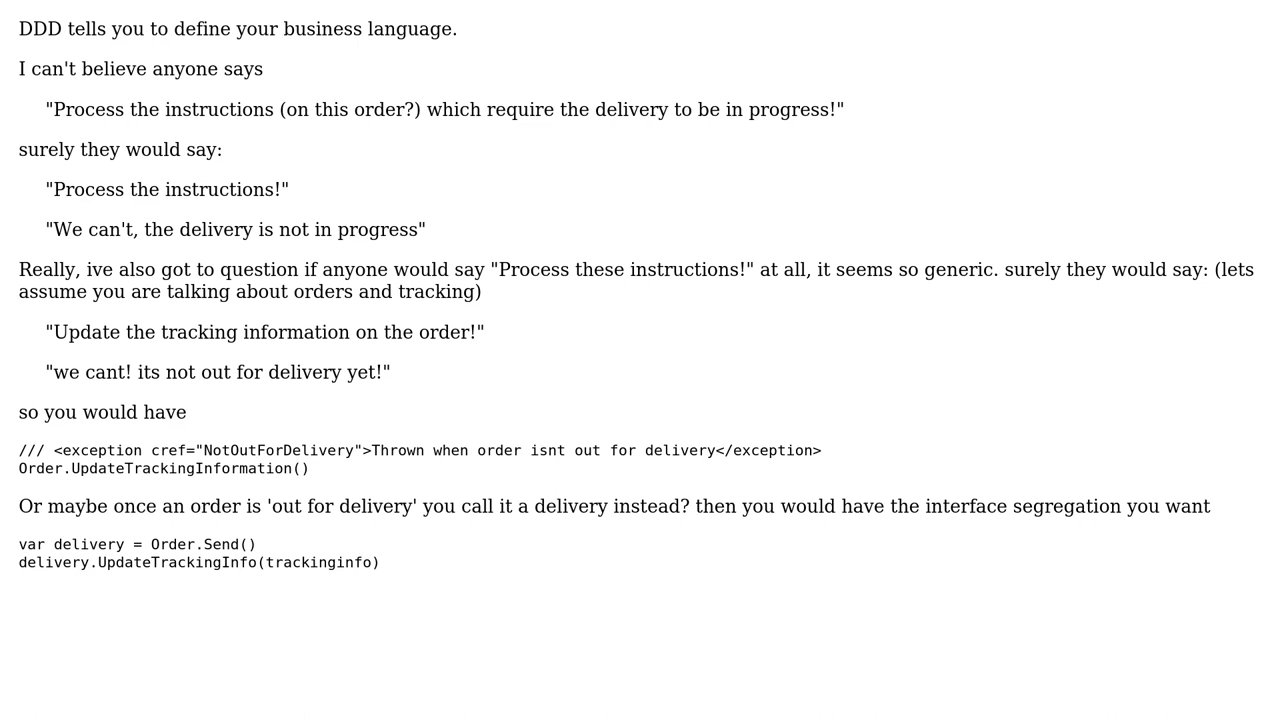 DDD tells you to define your business language.
I can't believe anyone says
"Process the instructions (on this order?) which require the delivery to be in progress!"
surely they would say:
"Process the instructions!"
"We can't, the delivery is not in progress"
Really, ive also got to question if anyone would say "Process these instructions!" at all, it seems so generic. surely they would say: (lets
assume you are talking about orders and tracking)
"Update the tracking information on the order!"
"we cant! its not out for delivery yet!"
so you would have
/// <exception cref="NotOutForDelivery">Thrown when order isnt out for delivery</exception>
Order.UpdateTrackingInformation()
Or maybe once an order is 'out for delivery' you call it a delivery instead? then you would have the interface segregation you want
var delivery = Order.Send()
delivery.UpdateTrackingInfo(trackinginfo)